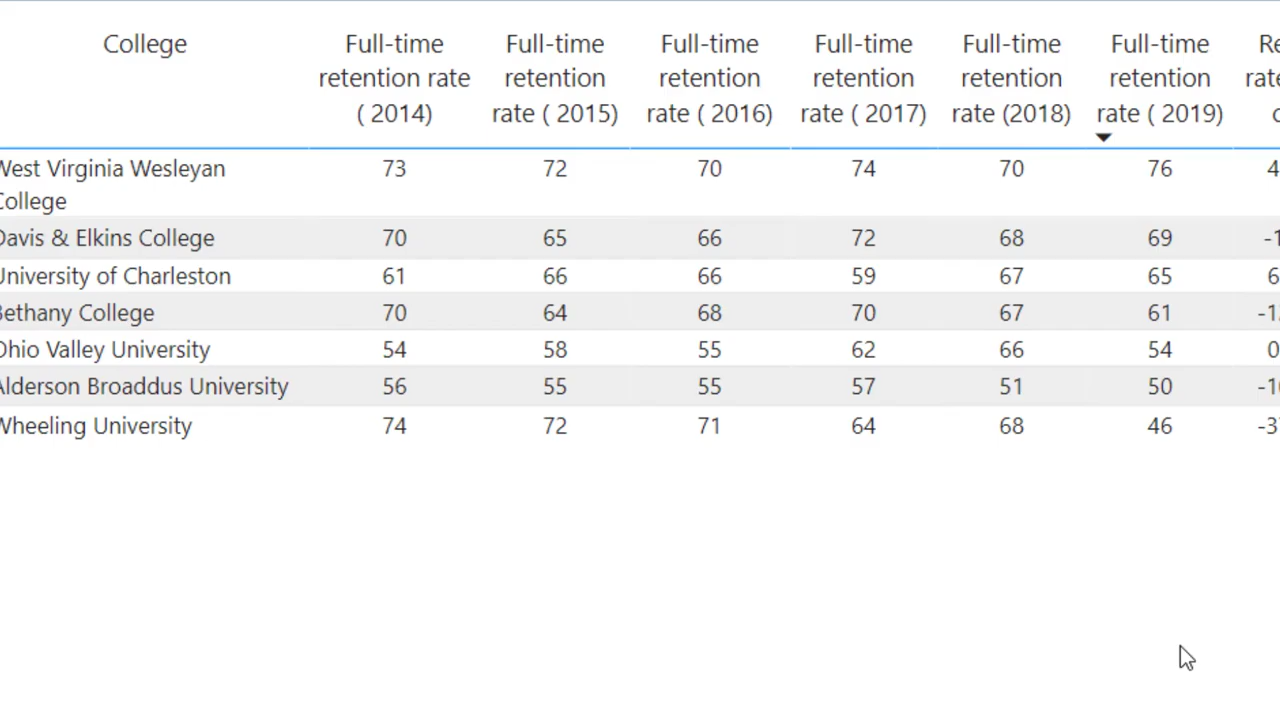 College Full-time retention rate ( 2014) Full-time retention rate ( 2015) Full-time retention rate ( 2016) Full-time retention rate ( 2017) Full-time retention rate (2018) Full-time retention rate ( 2019)
West Virginia Wesleyan College 73 72 70 74 70 76
Davis & Elkins College 70 65 66 72 68 69
University of Charleston 61 66 66 59 67 65
Bethany College 70 64 68 70 67 61
Ohio Valley University 54 58 55 62 66 54
Alderson Broaddus University 56 55 55 57 51 50
Wheeling University 74 72 71 64 68 46